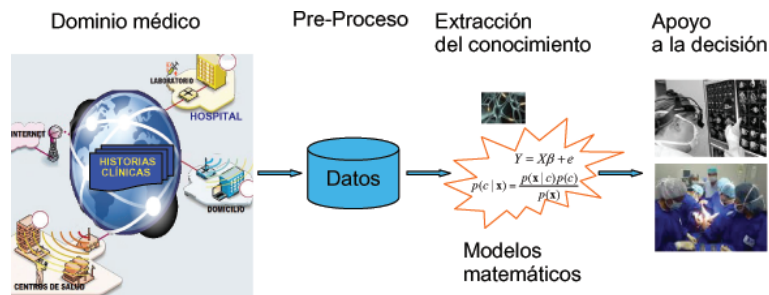 Dominio médico
Pre-Proceso
Extracción
del conocimiento
Apoyo
a la decisión
LABORATORIO
HOSPITAL
INTERNET
HISTORIAS
CLÍNICAS
DOMICILIO
CENTROS DE SALUD
Datos
Y = Xβ + e
p(c | x) = p(x | c) p(c) / p(x)
Modelos
matemáticos